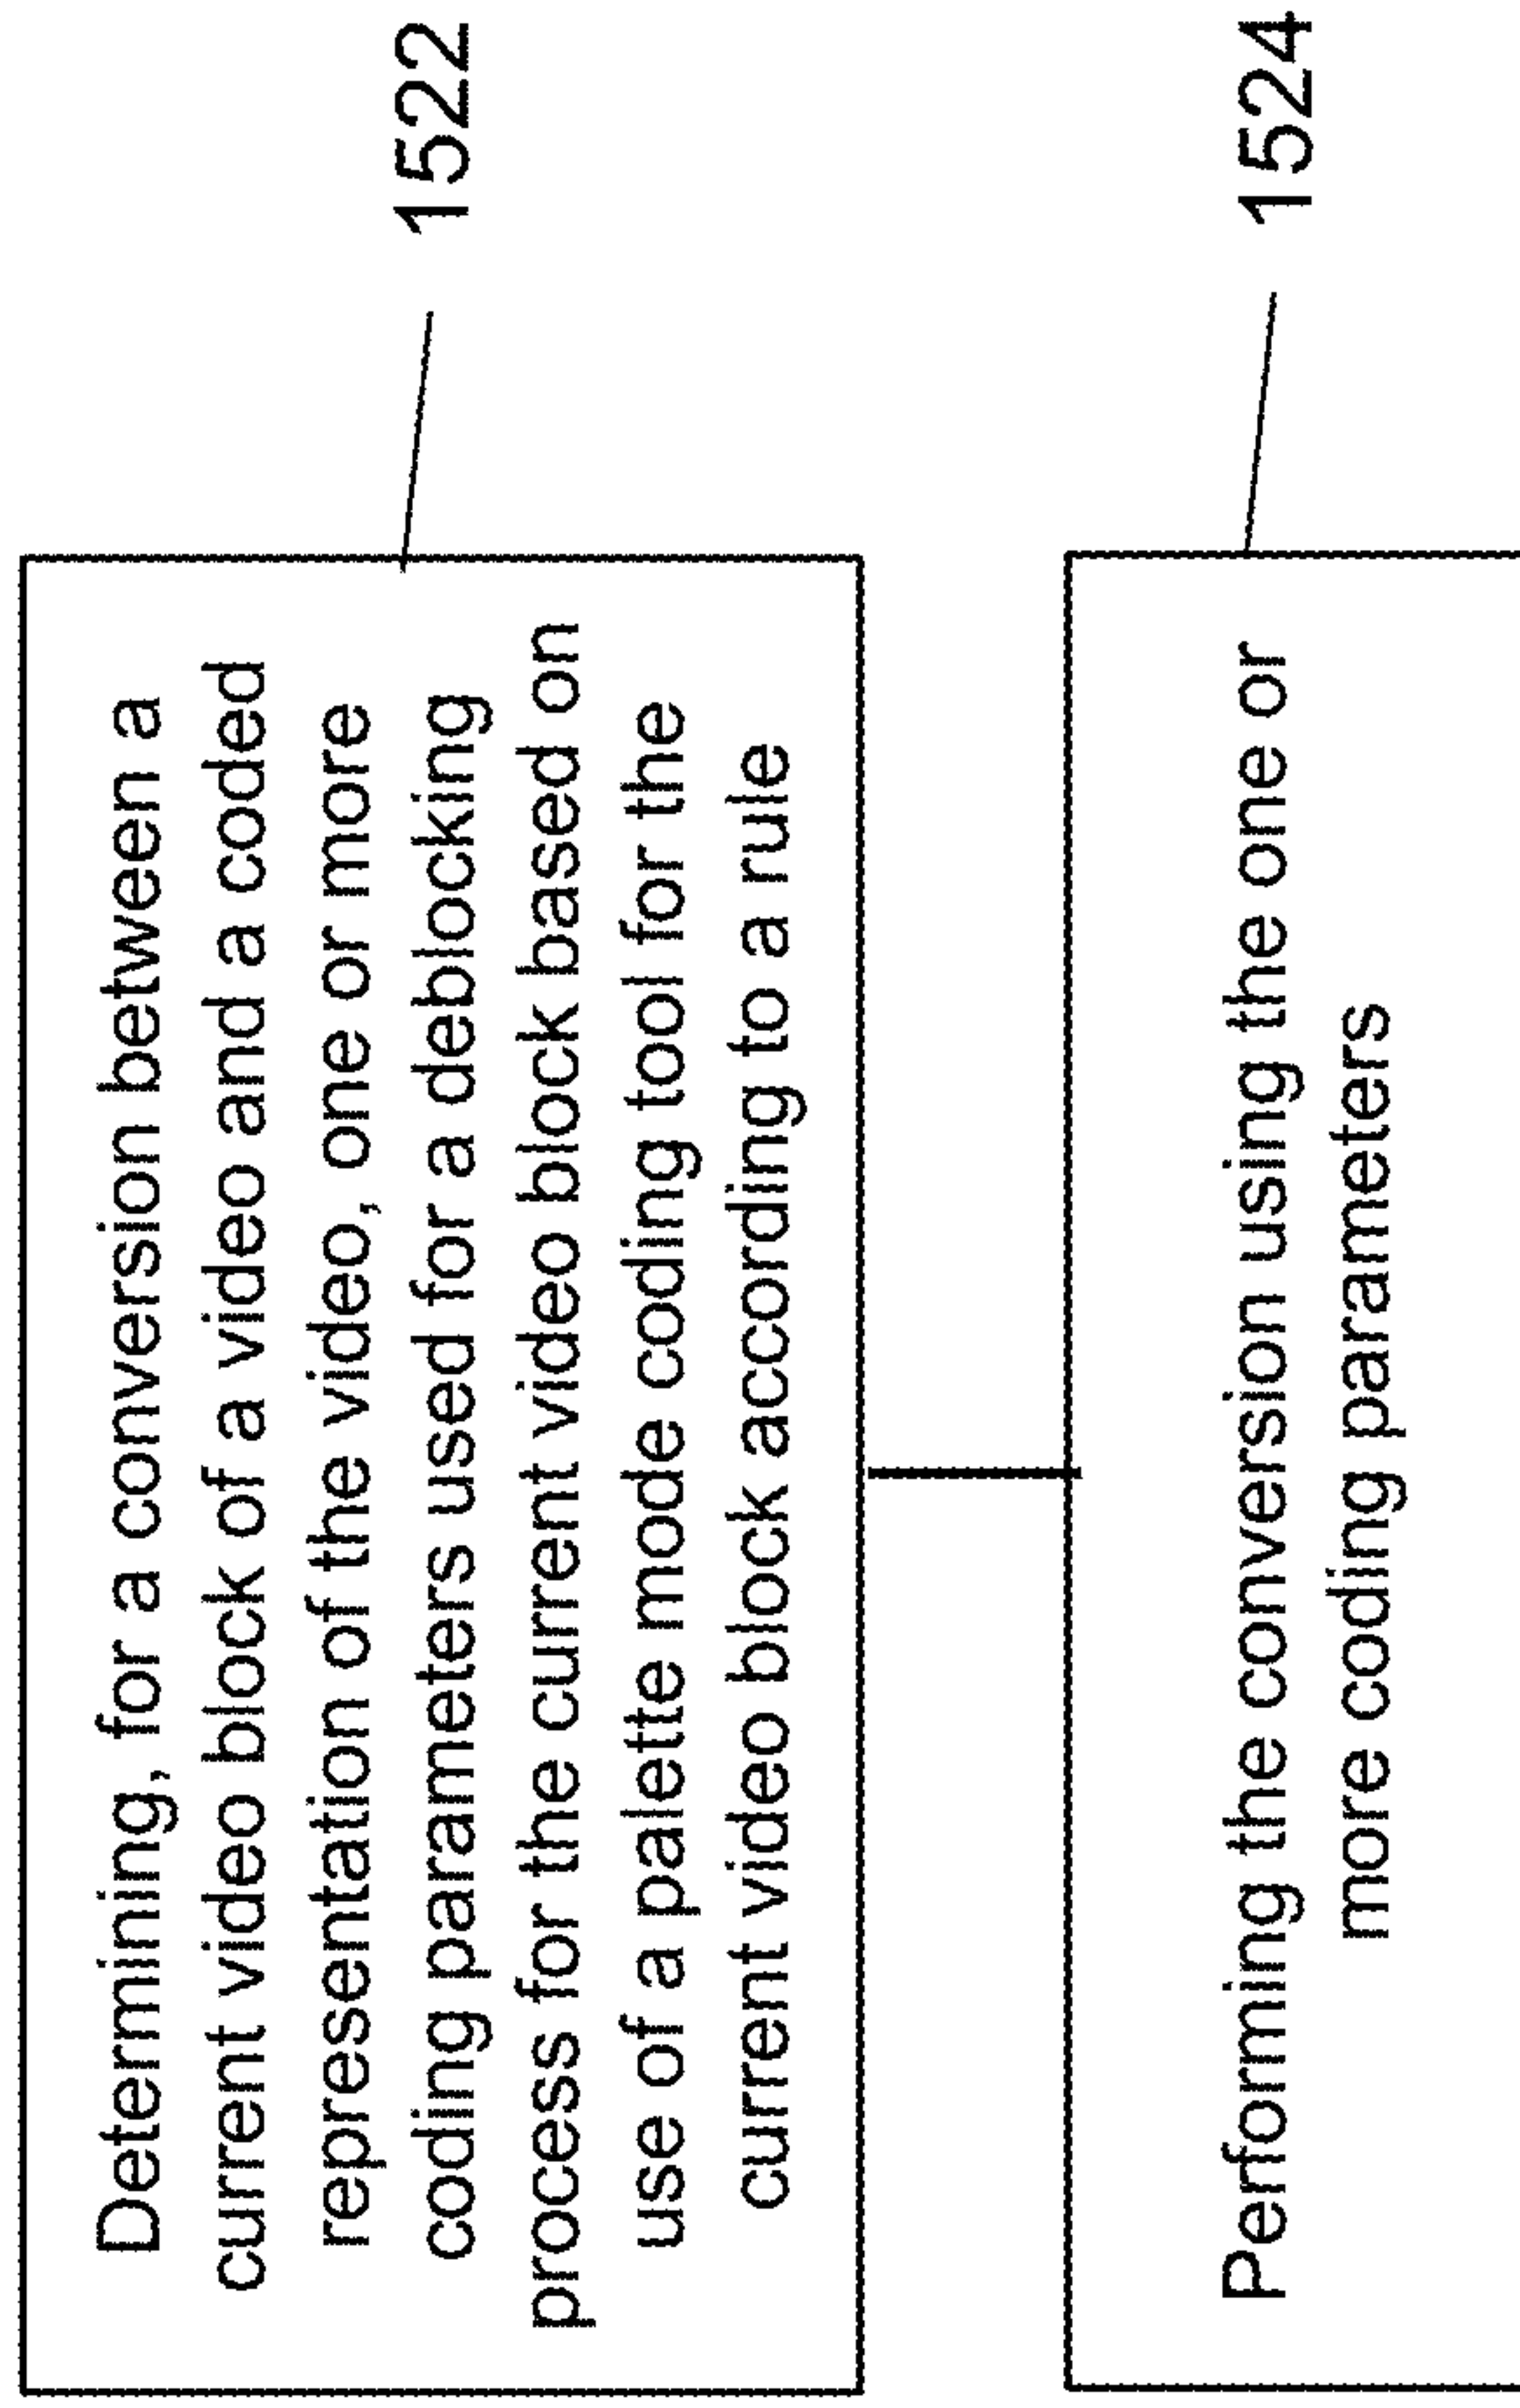 Determining, for a conversion between a
current video block of a video and a coded
representation of the video, one or more
coding parameters used for a deblocking
process for the current video block based on
use of a palette mode coding tool for the
current video block according to a rule
1522
Performing the conversion using the one or
more coding parameters
1524